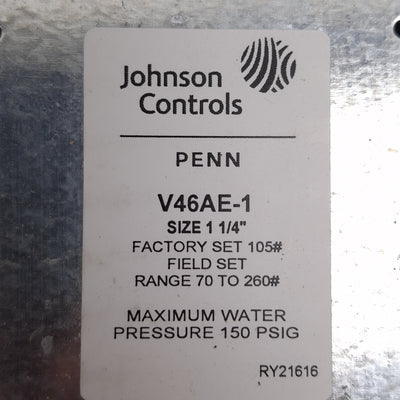 Johnson
Controls
PENN
V46AE-1
SIZE 1 1/4"
FACTORY SET 105#
FIELD SET
RANGE 70 TO 260#
MAXIMUM WATER
PRESSURE 150 PSIG
RY21616